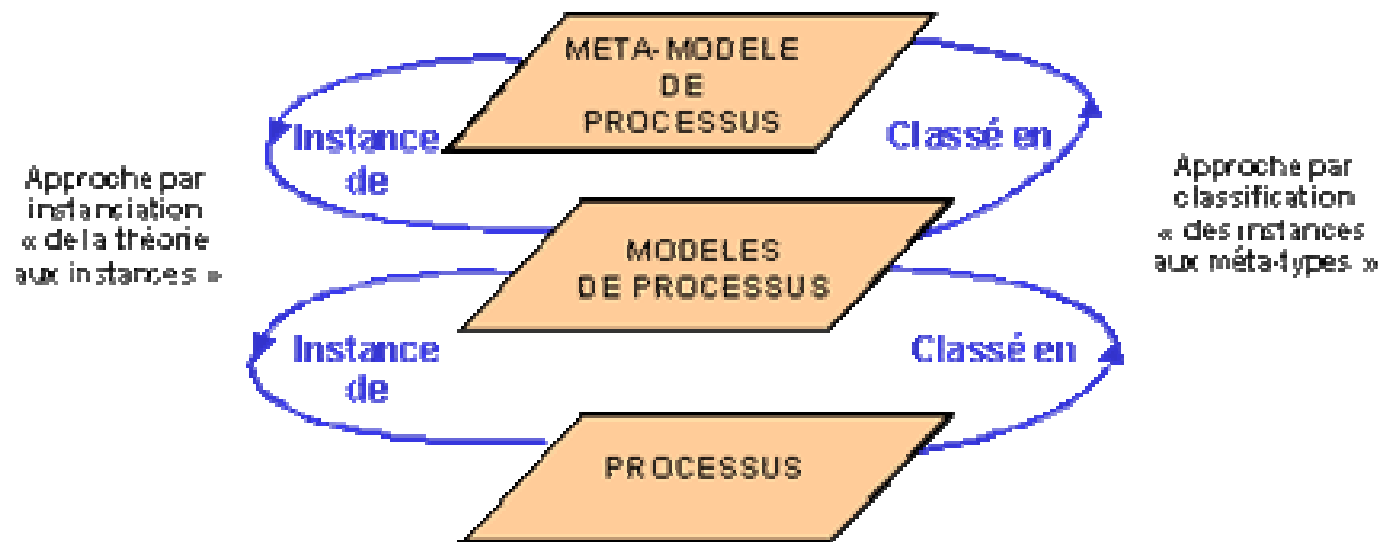 META-MODELE
DE
PROCESSUS
Instance
de
Classé en
Approche par
instanciation
« de la théorie
aux instances »
Approche par
classification
« des instances
aux méta-types »
MODELES
DE PROCESSUS
Instance
de
Classé en
PROCESSUS